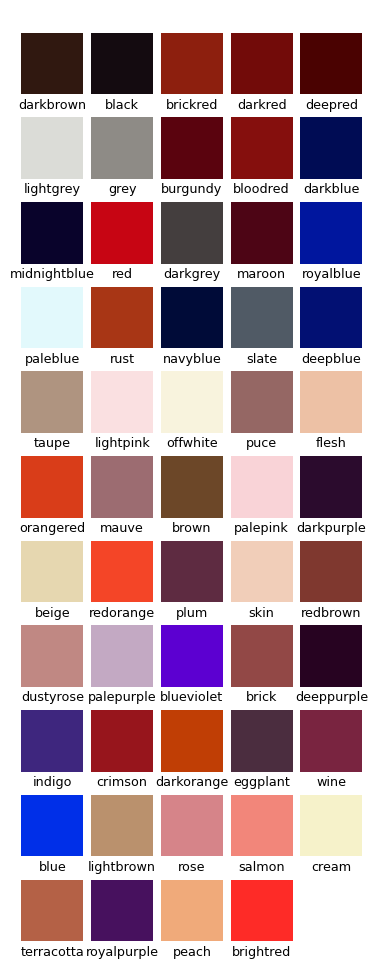 darkbrown black brickred darkred deepred
lightgrey grey burgundy bloodred darkblue
midnightblue red darkgrey maroon royalblue
paleblue rust navyblue slate deepblue
taupe lightpink offwhite puce flesh
orangered mauve brown palepink darkpurple
beige redorange plum skin redbrown
dustyrose palepurple blueviolet brick deeppurple
indigo crimson darkorange eggplant wine
blue lightbrown rose salmon cream
terracotta royalpurple peach brightred